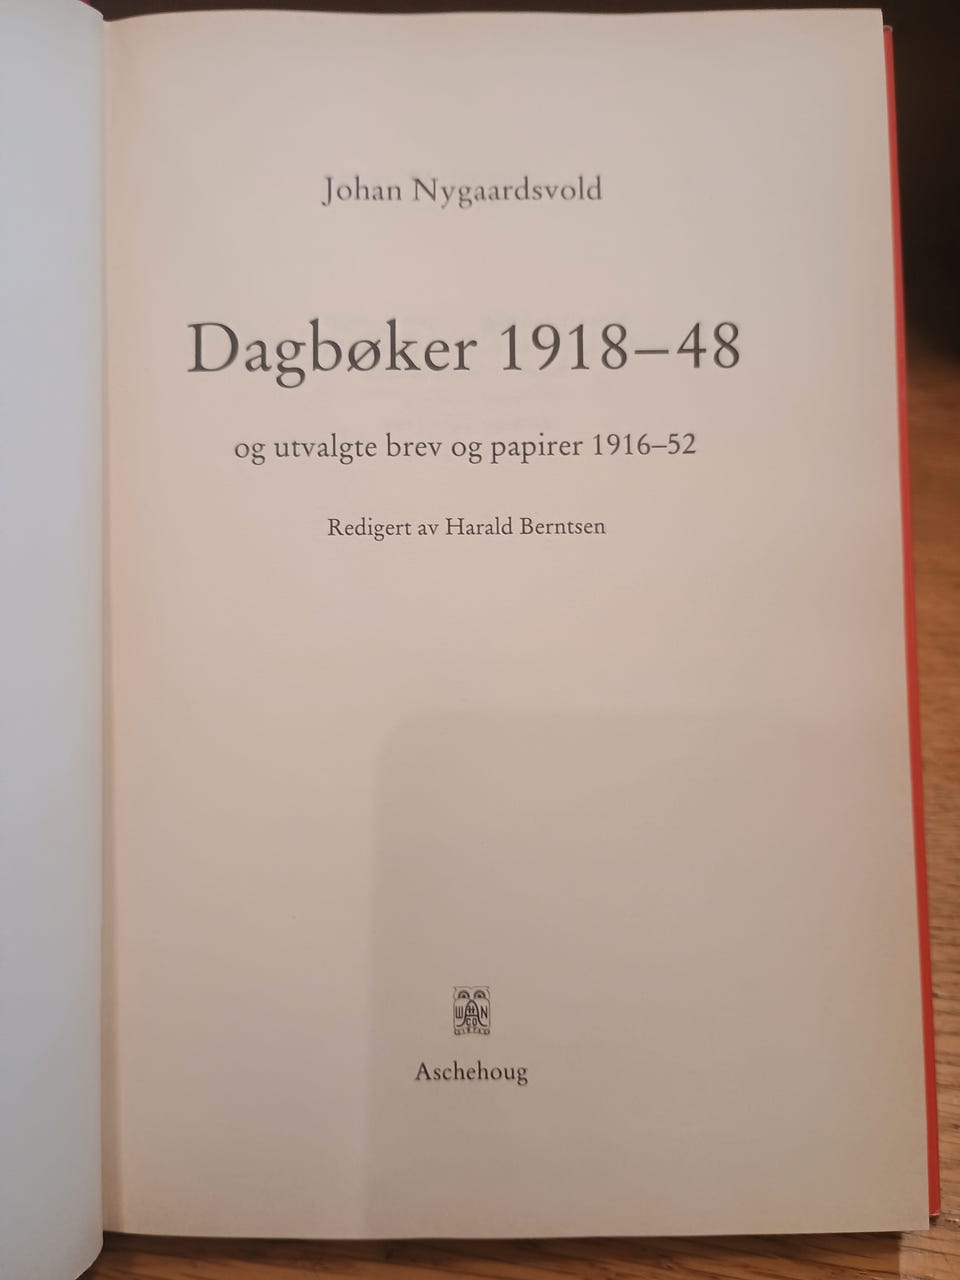 Johan Nygaardsvold
Dagbøker 1918–48
og utvalgte brev og papirer 1916–52
Redigert av Harald Berntsen
Aschehoug